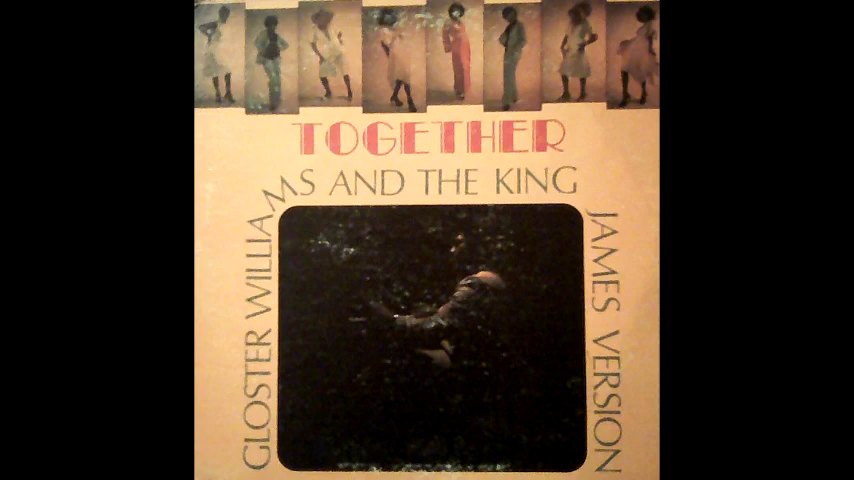 TOGETHER
GLOSTER WILLIAMS AND THE KING JAMES VERSION